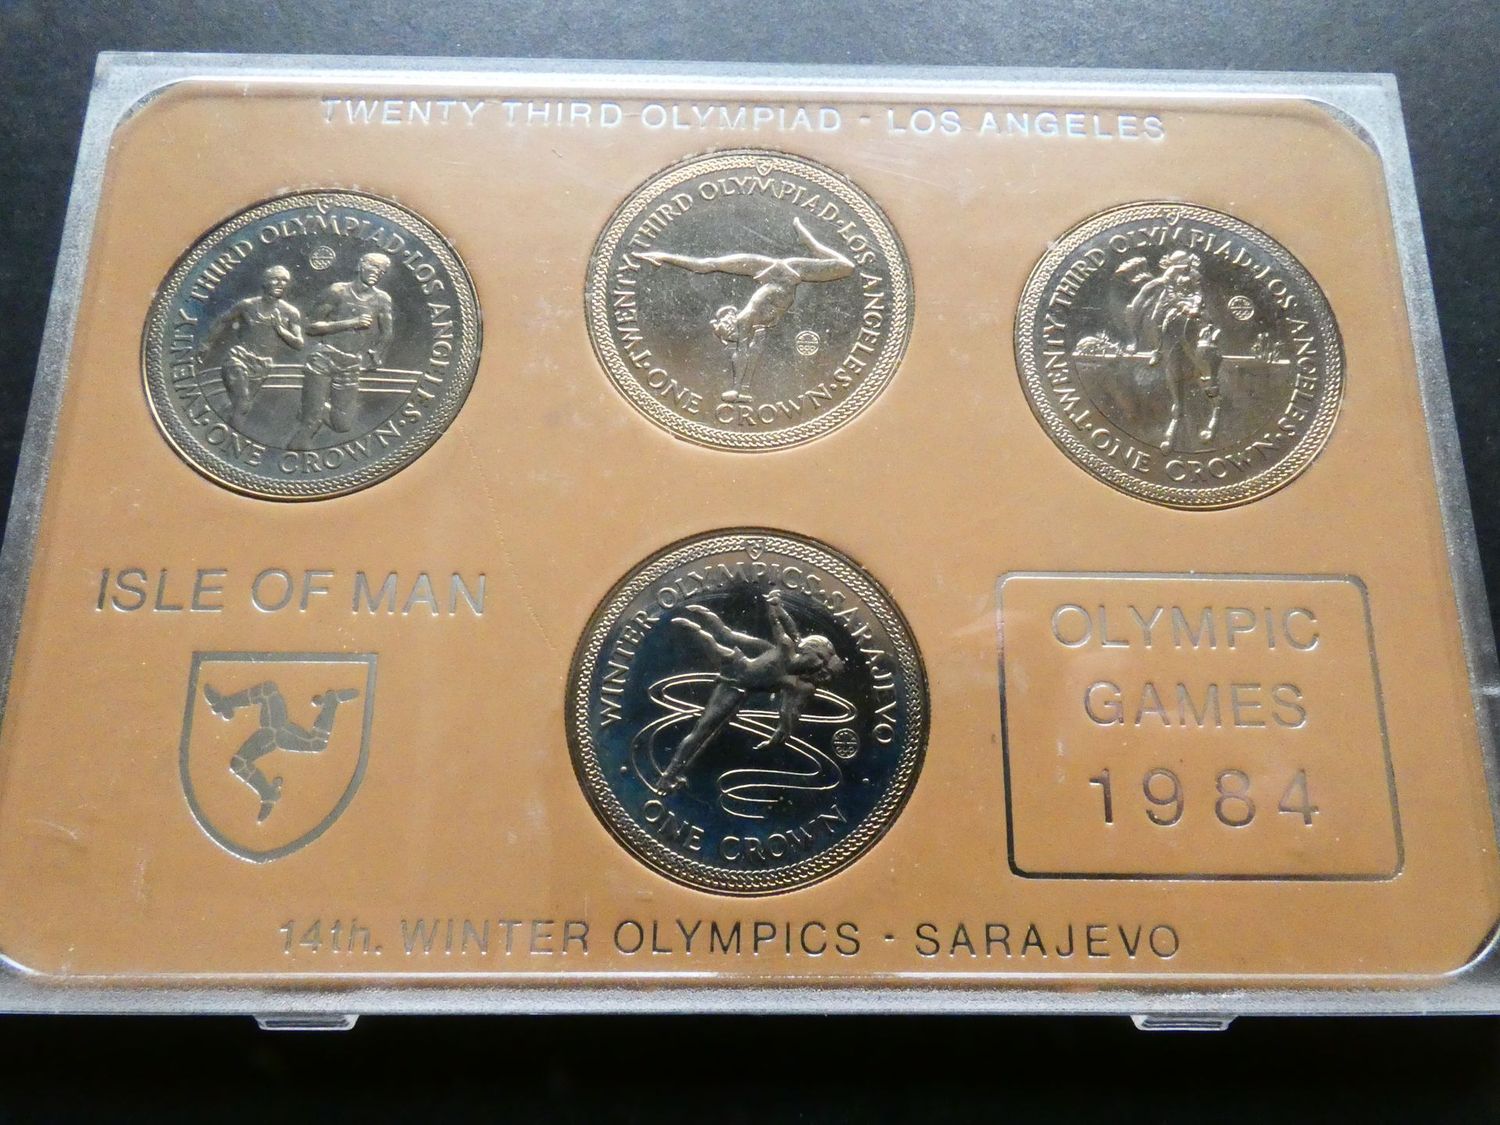 TWENTY THIRD OLYMPIAD - LOS ANGELES
TWENTY THIRD OLYMPIAD · LOS ANGELES ·
ONE CROWN ·
TWENTY THIRD OLYMPIAD · LOS ANGELES ·
ONE CROWN ·
TWENTY THIRD OLYMPIAD · LOS ANGELES ·
ONE CROWN ·
ISLE OF MAN
WINTER OLYMPICS · SARAJEVO
· ONE CROWN ·
OLYMPIC
GAMES
1984
14th. WINTER OLYMPICS - SARAJEVO